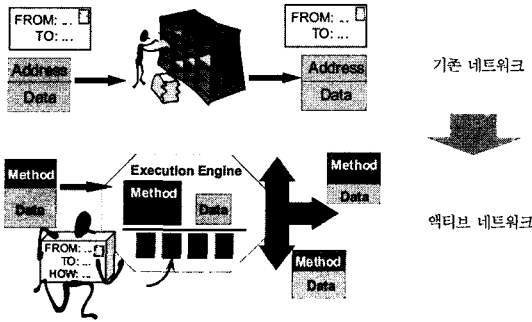 FROM: ...
TO: ...
Address
Data
FROM: ...
TO: ...
Address
Data
기존 네트워크
Method
Data
FROM: ...
TO: ...
HOW: ...
Execution Engine
Method
Data
Method
Data
Method
Data
액티브 네트워크